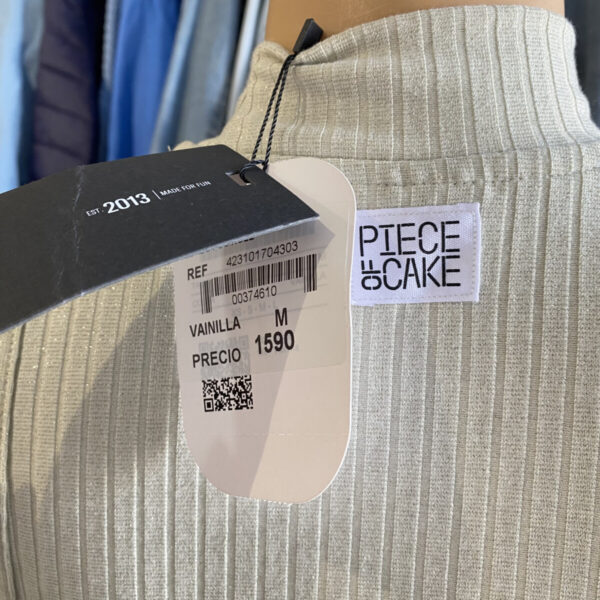 EST. 2013 | MADE FOR FUN
REF 423101704303
00374610
VAINILLA M
PRECIO 1590
PIECE
OF CAKE